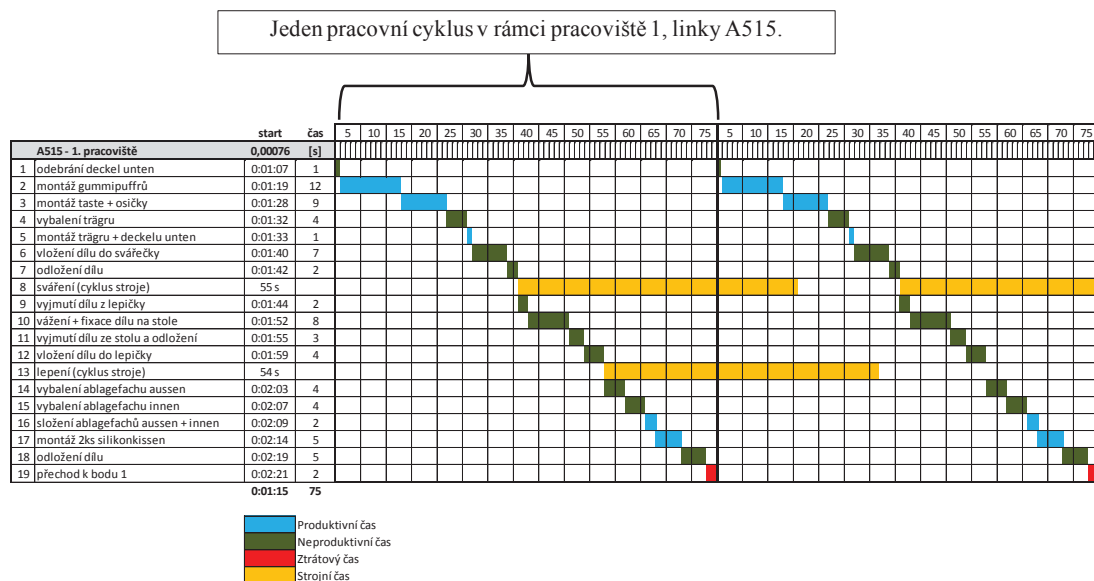 Jeden pracovní cyklus v rámci pracoviště 1, linky A515.
start čas 5 10 15 20 25 30 35 40 45 50 55 60 65 70 75 5 10 15 20 25 30 35 40 45 50 55 60 65 70 75
A515 - 1. pracoviště 0,00076 [s]
1 odebrání deckel unten 0:01:07 1
2 montáž gummipuffrů 0:01:19 12
3 montáž taste + osičky 0:01:28 9
4 vybalení trägru 0:01:32 4
5 montáž trägru + deckelu unten 0:01:33 1
6 vložení dílu do svářečky 0:01:40 7
7 odložení dílu 0:01:42 2
8 sváření (cyklus stroje) 55 s
9 vyjmutí dílu z lepičky 0:01:44 2
10 vážení + fixace dílu na stole 0:01:52 8
11 vyjmutí dílu ze stolu a odložení 0:01:55 3
12 vložení dílu do lepičky 0:01:59 4
13 lepení (cyklus stroje) 54 s
14 vybalení ablagefachu aussen 0:02:03 4
15 vybalení ablagefachu innen 0:02:07 4
16 složení ablagefachů aussen + innen 0:02:09 2
17 montáž 2ks silikonkissen 0:02:14 5
18 odložení dílu 0:02:19 5
19 přechod k bodu 1 0:02:21 2
0:01:15 75
Produktivní čas
Neproduktivní čas
Ztrátový čas
Strojní čas